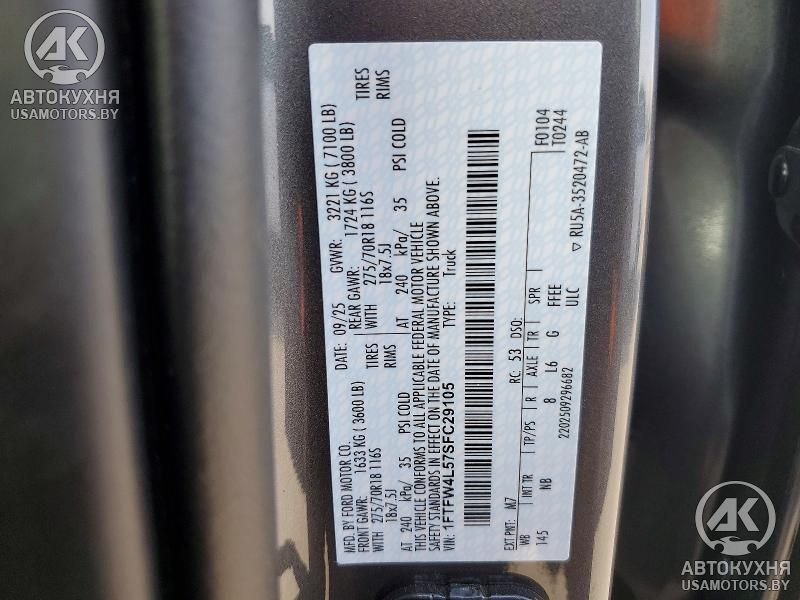 AK
АВТОКУХНЯ
USAMOTORS.BY
MFD. BY FORD MOTOR CO.
DATE: 09/25 GVWR: 3221 KG ( 7100 LB)
FRONT GAWR: 1633 KG ( 3600 LB)
REAR GAWR: 1724 KG ( 3800 LB)
WITH 275/70R18 116S TIRES
WITH 275/70R18 116S TIRES
18x7.5J RIMS
18x7.5J RIMS
AT 240 kPa/ 35 PSI COLD
AT 240 kPa/ 35 PSI COLD
THIS VEHICLE CONFORMS TO ALL APPLICABLE FEDERAL MOTOR VEHICLE
SAFETY STANDARDS IN EFFECT ON THE DATE OF MANUFACTURE SHOWN ABOVE.
VIN: 1FTFW4L57SFC29105
TYPE: Truck
F0104
T0244
EXT PNT: M7 RC: 53 DSO:
WB INT TR TP/PS R AXLE TR SPR
145 NB 8 L6 G FFEE
ULC
2202509296682
▽ RU5A-3520472-AB
AK
АВТОКУХНЯ
USAMOTORS.BY